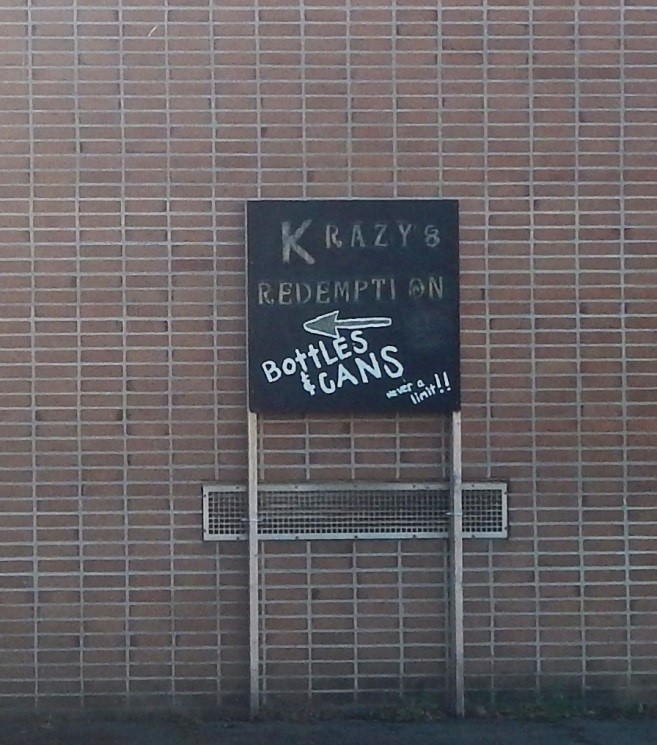 KRAZY'S
REDEMPTION
BOttLES
& CANS
never a
limit!!